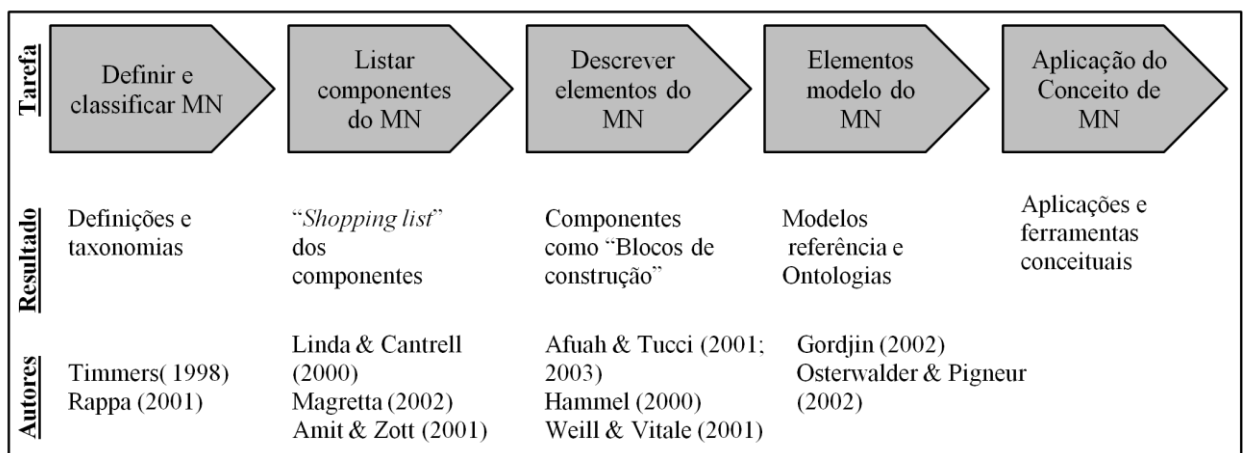 Tarefa
Definir e
classificar MN
Listar
componentes
do MN
Descrever
elementos do
MN
Elementos
modelo do
MN
Aplicação do
Conceito de
MN
Resultado
Definições e
taxonomias
“Shopping list”
dos
componentes
Componentes
como “Blocos de
construção”
Modelos
referência e
Ontologias
Aplicações e
ferramentas
conceituais
Autores
Timmers( 1998)
Rappa (2001)
Linda & Cantrell
(2000)
Magretta (2002)
Amit & Zott (2001)
Afuah & Tucci (2001;
2003)
Hammel (2000)
Weill & Vitale (2001)
Gordjin (2002)
Osterwalder & Pigneur
(2002)